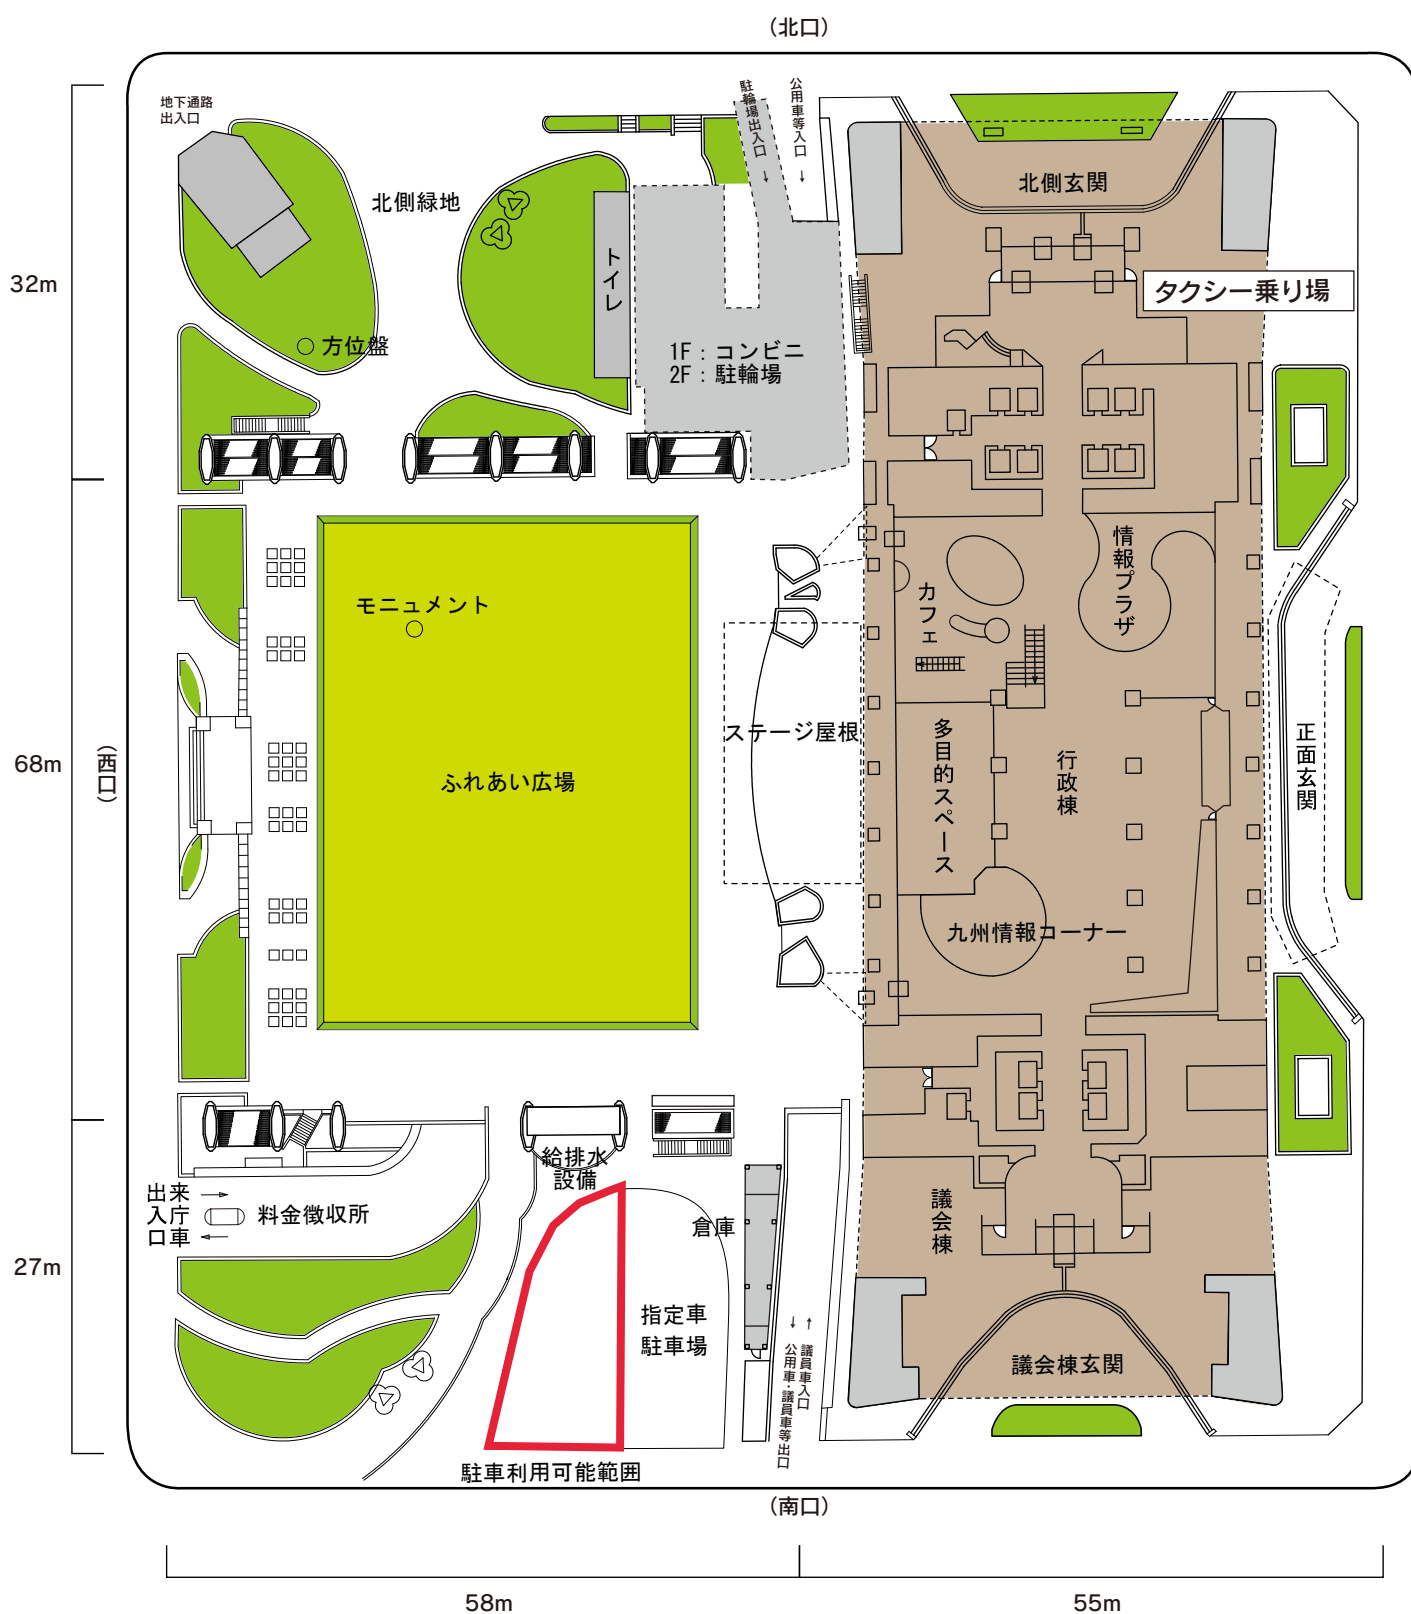 （北口）
地下通路
出入口
駐輪場出入口
↓
公用車等入口
↓
北側緑地
北側玄関
トイレ
タクシー乗り場
32m
方位盤
1F：コンビニ
2F：駐輪場
情報プラザ
カフェ
モニュメント
ステージ屋根
多目的スペース
行政棟
正面玄関
68m
（西口）
ふれあい広場
九州情報コーナー
給排水
設備
出来 →
入庁
口車 ←
料金徴収所
倉庫
議会棟
27m
指定車
駐車場
↑
議員車入口
↓
公用車・議員車等出口
議会棟玄関
駐車利用可能範囲
（南口）
58m
55m